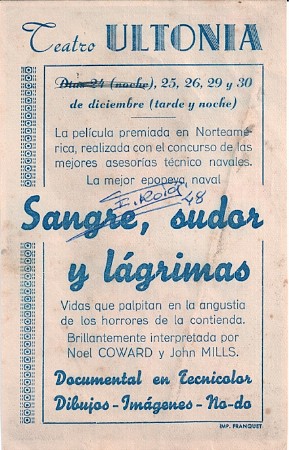 Teatro ULTONIA
Días 24 (noche), 25, 26, 29 y 30
de diciembre (tarde y noche)
La película premiada en Norteamé-
rica, realizada con el concurso de las
mejores asesorías técnico navales.
La mejor epopeya naval
Sangre, sudor
y lágrimas
Vidas que palpitan en la angustia
de los horrores de la contienda.
Brillantemente interpretada por
Noel COWARD y John MILLS.
Documental en Tecnicolor
Dibujos - Imágenes - No-do
IMP. FRANQUET